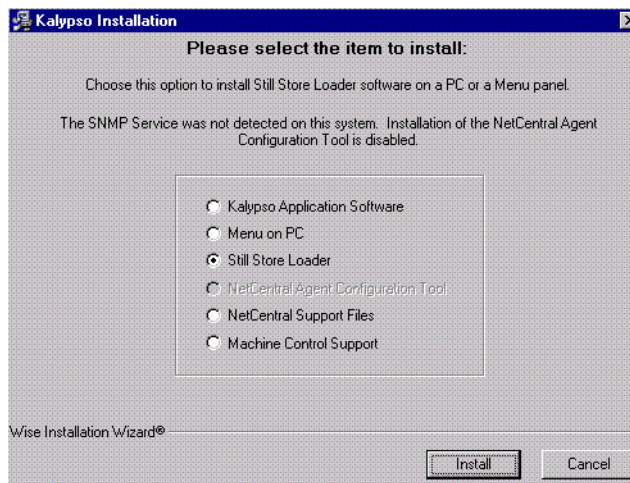 Kalypso Installation
Please select the item to install:
Choose this option to install Still Store Loader software on a PC or a Menu panel.
The SNMP Service was not detected on this system. Installation of the NetCentral Agent
Configuration Tool is disabled.
Kalypso Application Software
Menu on PC
Still Store Loader
NetCentral Agent Configuration Tool
NetCentral Support Files
Machine Control Support
Wise Installation Wizard®
Install
Cancel